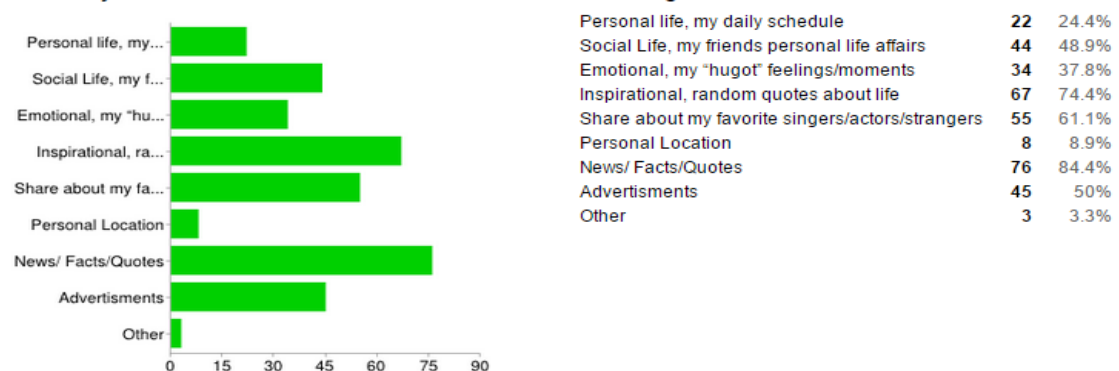 Personal life, my...
Social Life, my f...
Emotional, my “hu...
Inspirational, ra...
Share about my fa...
Personal Location
News/ Facts/Quotes
Advertisments
Other
0 15 30 45 60 75 90
Personal life, my daily schedule 22 24.4%
Social Life, my friends personal life affairs 44 48.9%
Emotional, my “hugot” feelings/moments 34 37.8%
Inspirational, random quotes about life 67 74.4%
Share about my favorite singers/actors/strangers 55 61.1%
Personal Location 8 8.9%
News/ Facts/Quotes 76 84.4%
Advertisments 45 50%
Other 3 3.3%